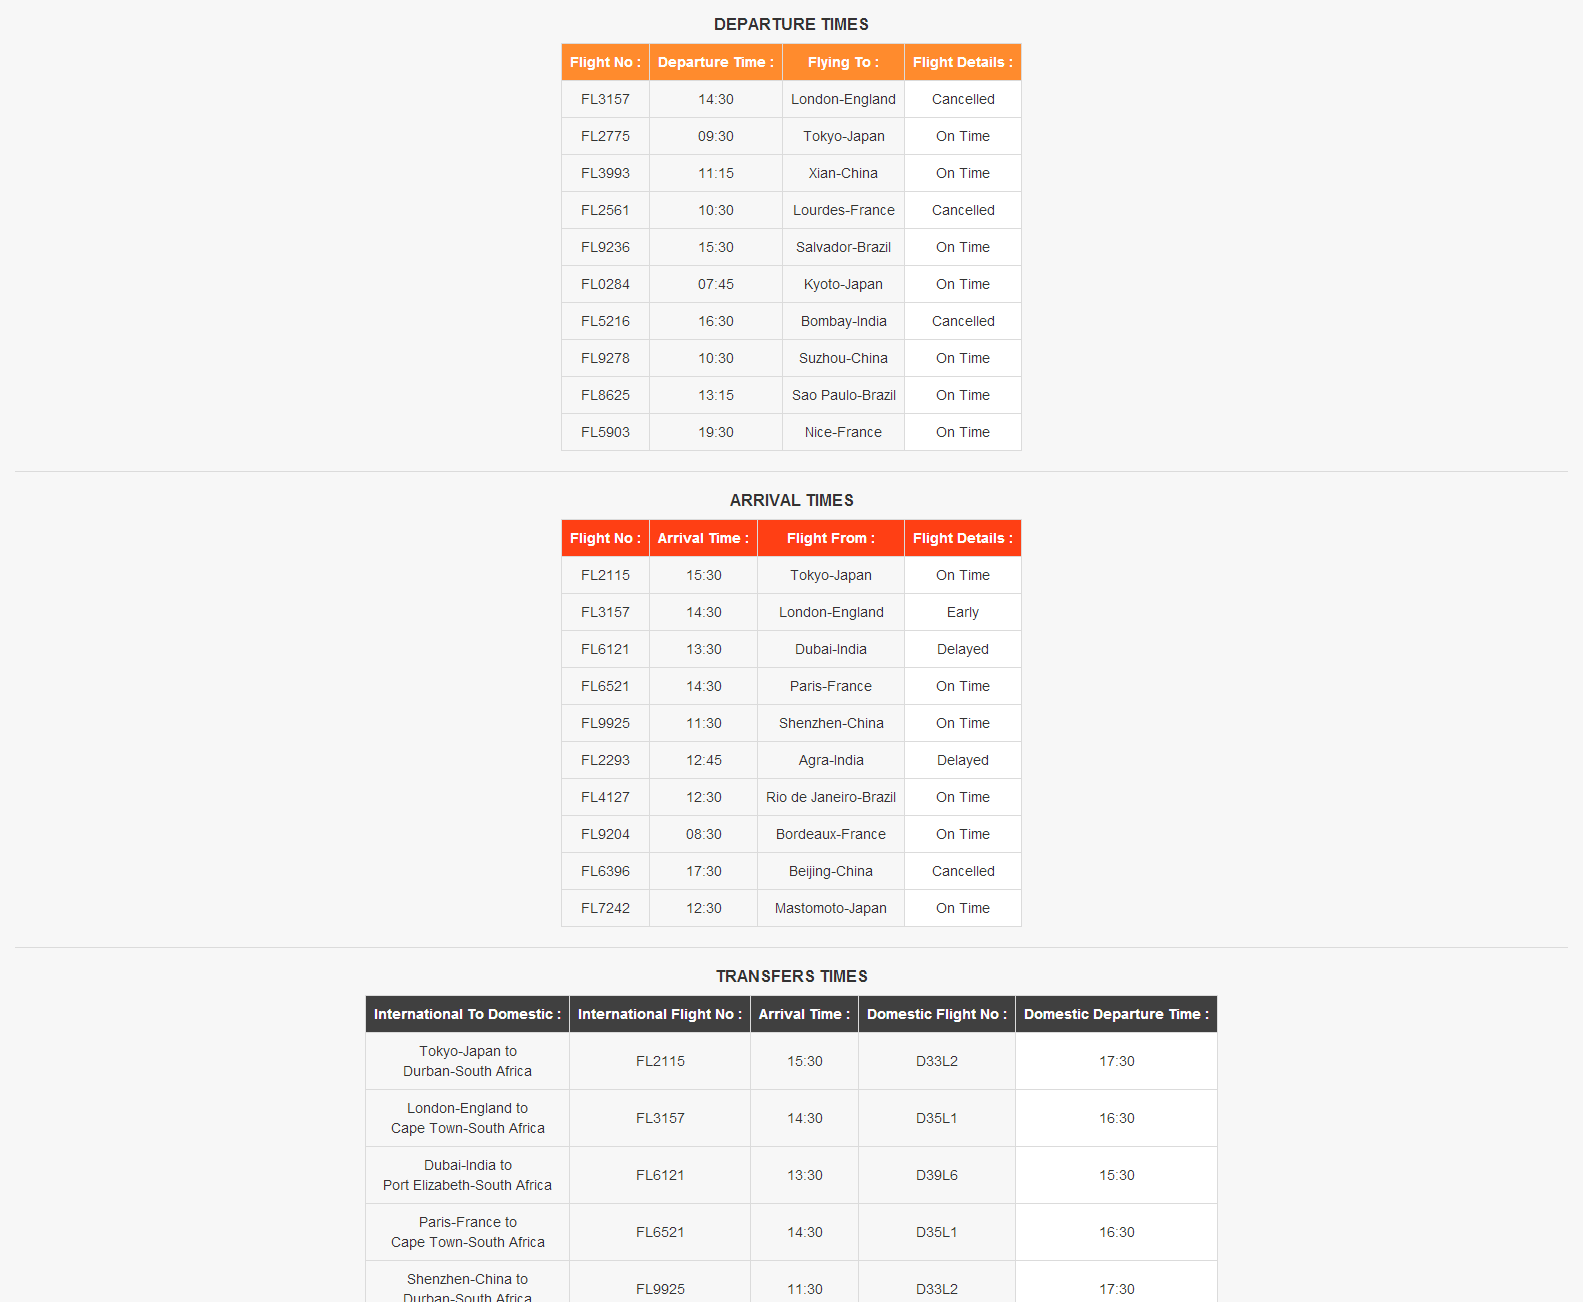 DEPARTURE TIMES
Flight No : Departure Time : Flying To : Flight Details :
FL3157 14:30 London-England Cancelled
FL2775 09:30 Tokyo-Japan On Time
FL3993 11:15 Xian-China On Time
FL2561 10:30 Lourdes-France Cancelled
FL9236 15:30 Salvador-Brazil On Time
FL0284 07:45 Kyoto-Japan On Time
FL5216 16:30 Bombay-India Cancelled
FL9278 10:30 Suzhou-China On Time
FL8625 13:15 Sao Paulo-Brazil On Time
FL5903 19:30 Nice-France On Time
ARRIVAL TIMES
Flight No : Arrival Time : Flight From : Flight Details :
FL2115 15:30 Tokyo-Japan On Time
FL3157 14:30 London-England Early
FL6121 13:30 Dubai-India Delayed
FL6521 14:30 Paris-France On Time
FL9925 11:30 Shenzhen-China On Time
FL2293 12:45 Agra-India Delayed
FL4127 12:30 Rio de Janeiro-Brazil On Time
FL9204 08:30 Bordeaux-France On Time
FL6396 17:30 Beijing-China Cancelled
FL7242 12:30 Mastomoto-Japan On Time
TRANSFERS TIMES
International To Domestic : International Flight No : Arrival Time : Domestic Flight No : Domestic Departure Time :
Tokyo-Japan to
Durban-South Africa FL2115 15:30 D33L2 17:30
London-England to
Cape Town-South Africa FL3157 14:30 D35L1 16:30
Dubai-India to
Port Elizabeth-South Africa FL6121 13:30 D39L6 15:30
Paris-France to
Cape Town-South Africa FL6521 14:30 D35L1 16:30
Shenzhen-China to
Durban-South Africa FL9925 11:30 D33L2 17:30